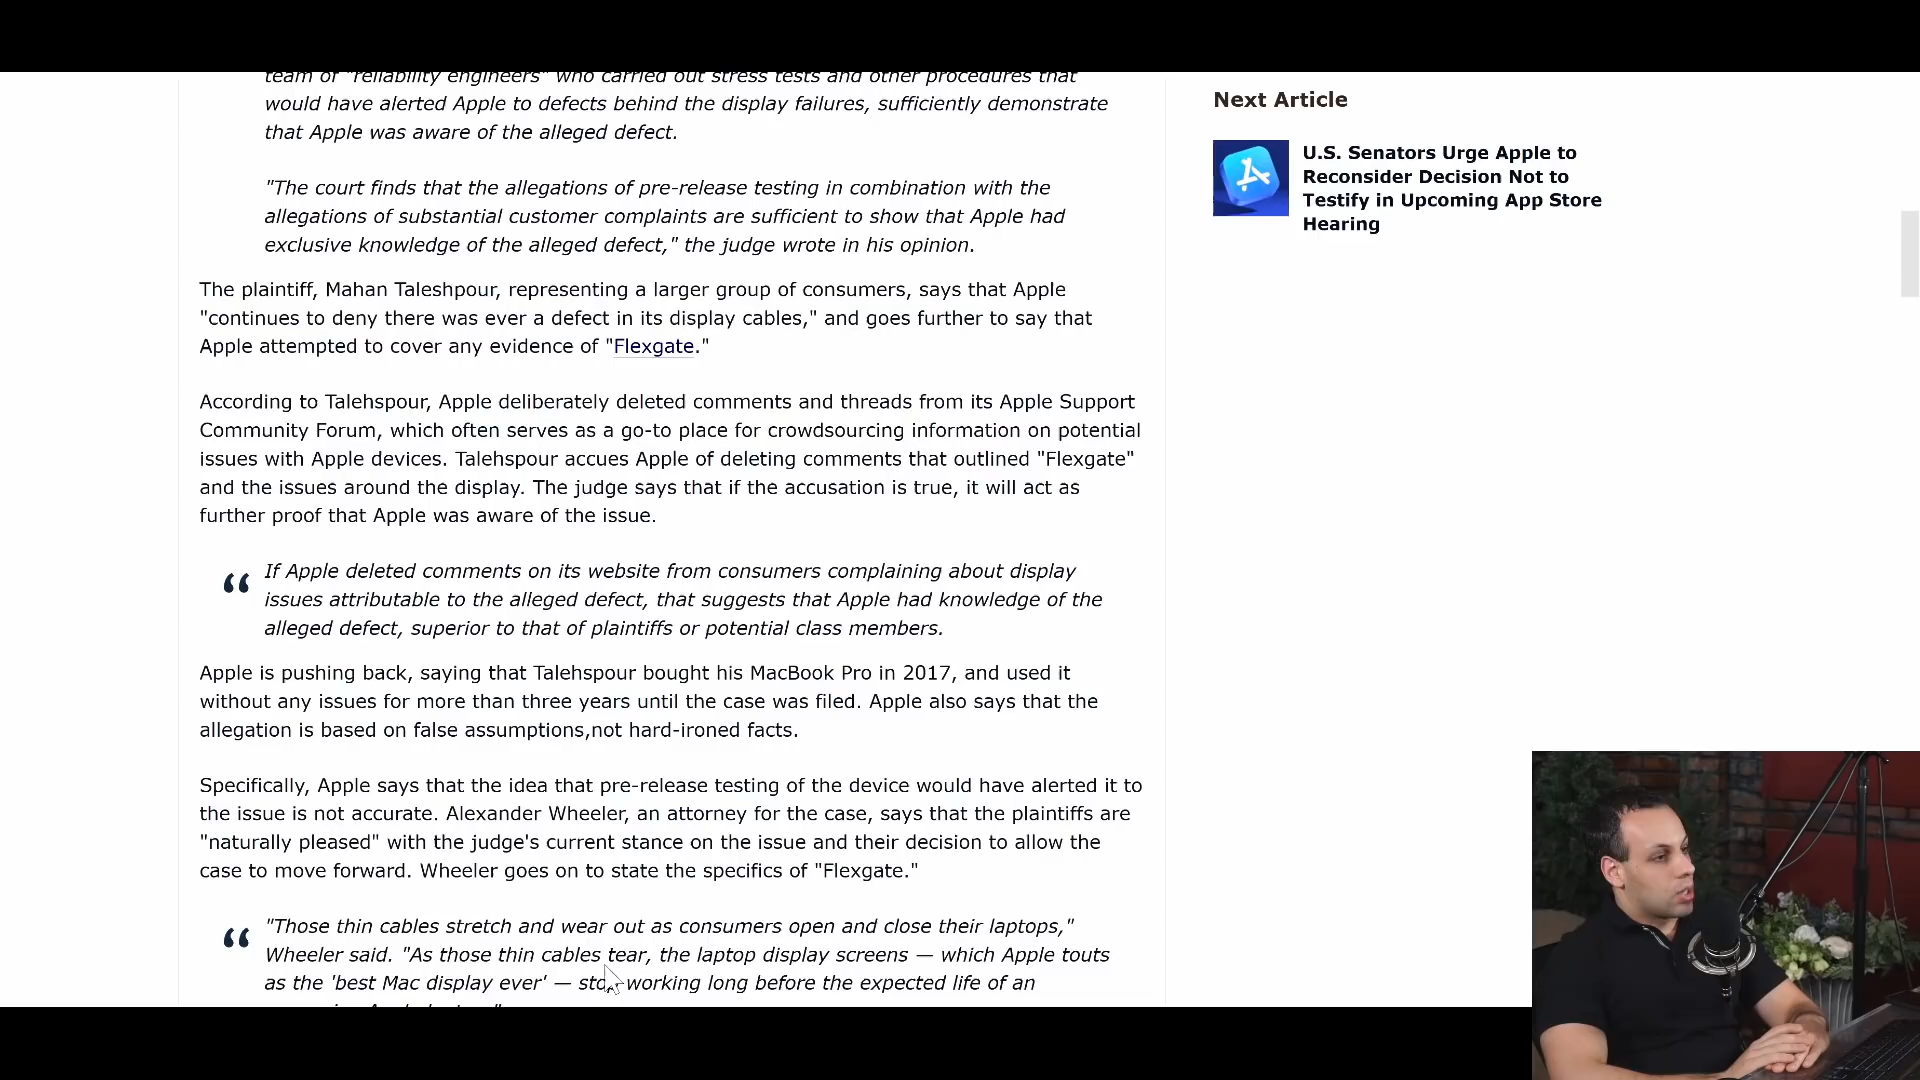 team of "reliability engineers" who carried out stress tests and other procedures that
would have alerted Apple to defects behind the display failures, sufficiently demonstrate
that Apple was aware of the alleged defect.
"The court finds that the allegations of pre-release testing in combination with the
allegations of substantial customer complaints are sufficient to show that Apple had
exclusive knowledge of the alleged defect," the judge wrote in his opinion.
The plaintiff, Mahan Taleshpour, representing a larger group of consumers, says that Apple
"continues to deny there was ever a defect in its display cables," and goes further to say that
Apple attempted to cover any evidence of "Flexgate."
According to Talehspour, Apple deliberately deleted comments and threads from its Apple Support
Community Forum, which often serves as a go-to place for crowdsourcing information on potential
issues with Apple devices. Talehspour accues Apple of deleting comments that outlined "Flexgate"
and the issues around the display. The judge says that if the accusation is true, it will act as
further proof that Apple was aware of the issue.
“ If Apple deleted comments on its website from consumers complaining about display
issues attributable to the alleged defect, that suggests that Apple had knowledge of the
alleged defect, superior to that of plaintiffs or potential class members.
Apple is pushing back, saying that Talehspour bought his MacBook Pro in 2017, and used it
without any issues for more than three years until the case was filed. Apple also says that the
allegation is based on false assumptions,not hard-ironed facts.
Specifically, Apple says that the idea that pre-release testing of the device would have alerted it to
the issue is not accurate. Alexander Wheeler, an attorney for the case, says that the plaintiffs are
"naturally pleased" with the judge's current stance on the issue and their decision to allow the
case to move forward. Wheeler goes on to state the specifics of "Flexgate."
“ "Those thin cables stretch and wear out as consumers open and close their laptops,"
Wheeler said. "As those thin cables tear, the laptop display screens — which Apple touts
as the 'best Mac display ever' — stop working long before the expected life of an
Next Article
U.S. Senators Urge Apple to
Reconsider Decision Not to
Testify in Upcoming App Store
Hearing